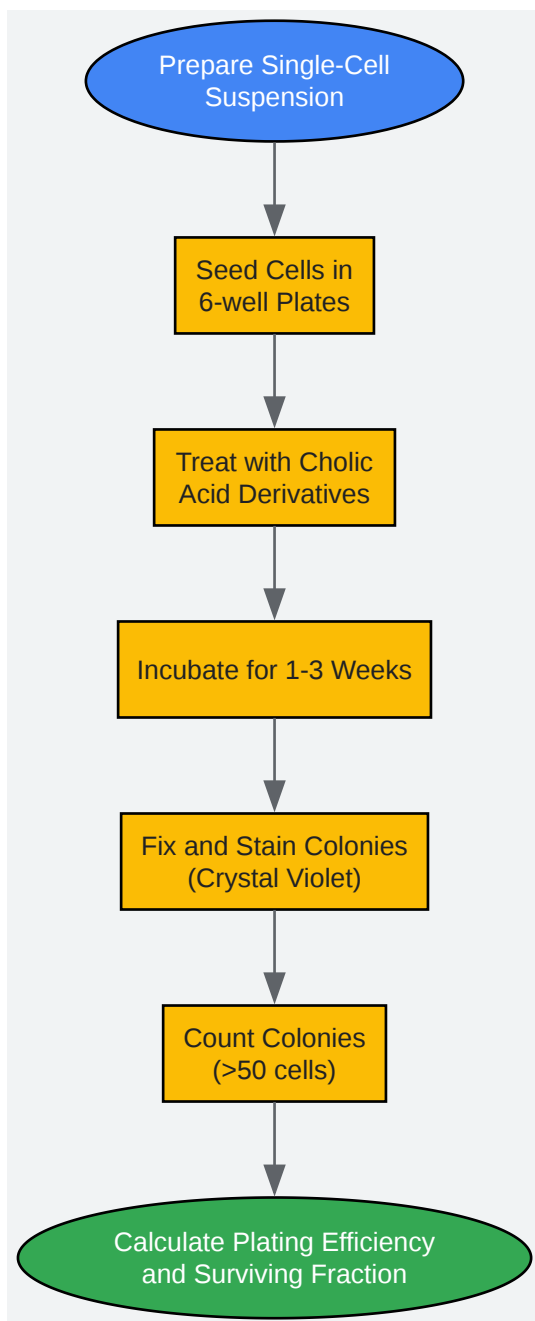 Prepare Single-Cell
Suspension
Seed Cells in
6-well Plates
Treat with Cholic
Acid Derivatives
Incubate for 1-3 Weeks
Fix and Stain Colonies
(Crystal Violet)
Count Colonies
(>50 cells)
Calculate Plating Efficiency
and Surviving Fraction